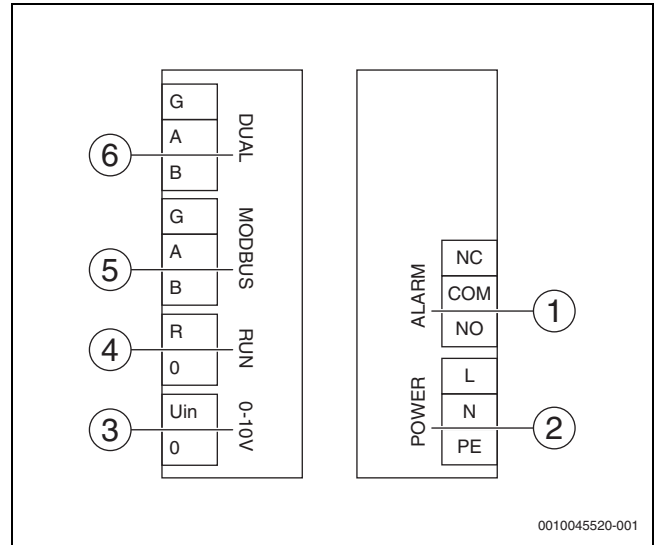 G
A
B
DUAL
6
G
A
B
MODBUS
5
R
0
RUN
4
Uin
0
0-10V
3
NC
COM
NO
ALARM
1
L
N
PE
POWER
2
0010045520-001